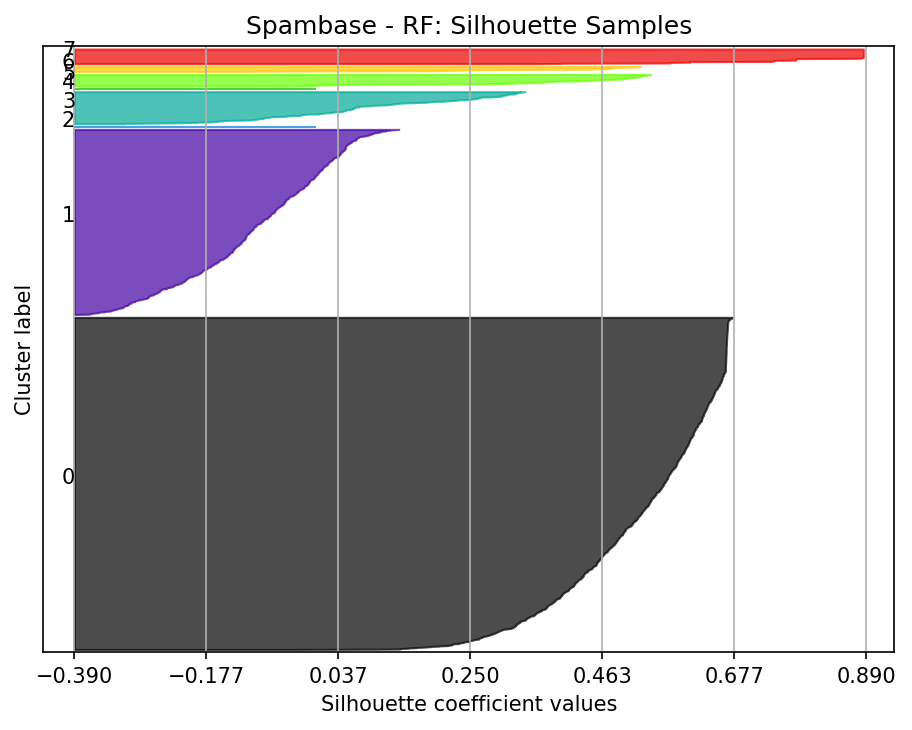 Spambase - RF: Silhouette Samples
7
6
5
4
3
2
1
0
Cluster label
−0.390 −0.177 0.037 0.250 0.463 0.677 0.890
Silhouette coefficient values